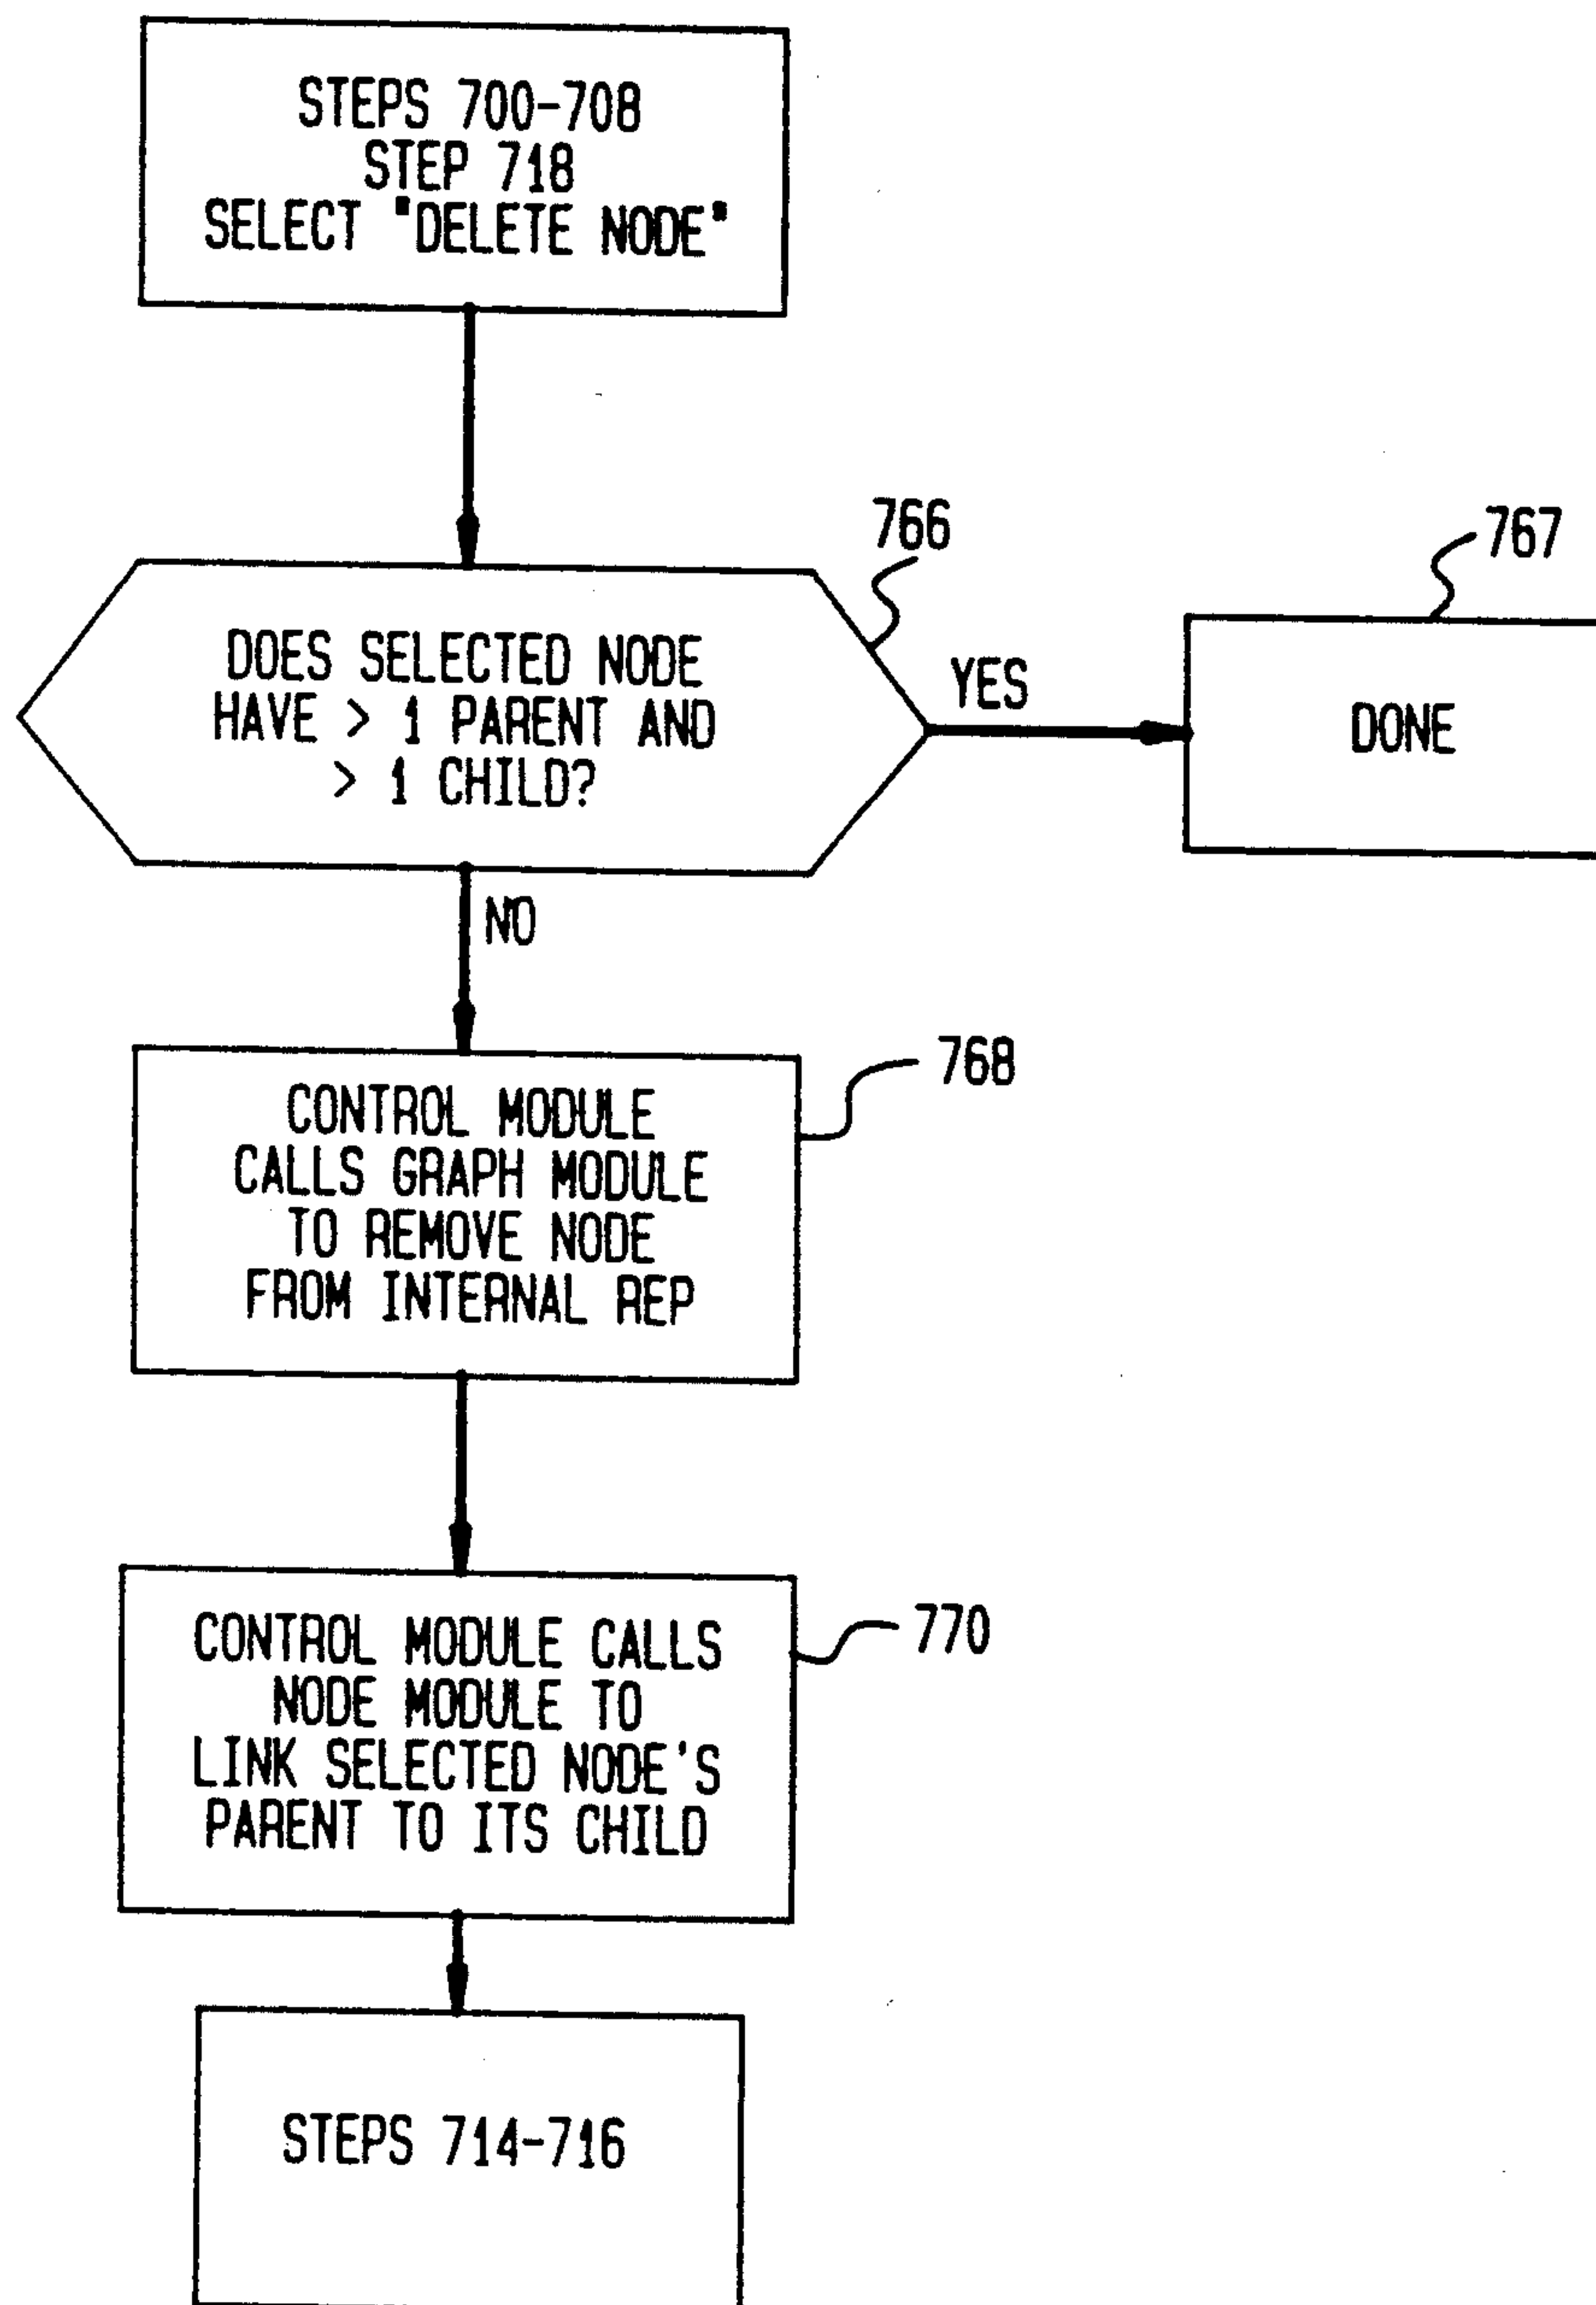 STEPS 700-708
STEP 718
SELECT "DELETE NODE"
766
767
DOES SELECTED NODE
HAVE > 1 PARENT AND
> 1 CHILD?
YES
DONE
NO
768
CONTROL MODULE
CALLS GRAPH MODULE
TO REMOVE NODE
FROM INTERNAL REP
770
CONTROL MODULE CALLS
NODE MODULE TO
LINK SELECTED NODE'S
PARENT TO ITS CHILD
STEPS 714-716